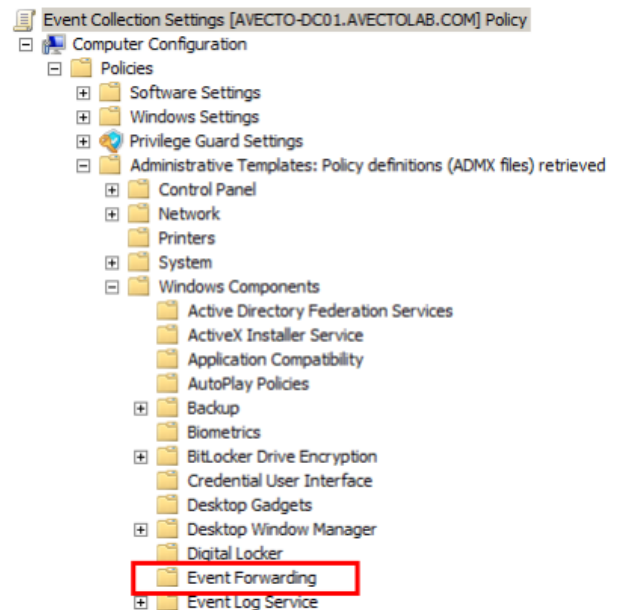 Event Collection Settings [AVECTO-DC01.AVECTOLAB.COM] Policy
Computer Configuration
Policies
Software Settings
Windows Settings
Privilege Guard Settings
Administrative Templates: Policy definitions (ADMX files) retrieved
Control Panel
Network
Printers
System
Windows Components
Active Directory Federation Services
ActiveX Installer Service
Application Compatibility
AutoPlay Policies
Backup
Biometrics
BitLocker Drive Encryption
Credential User Interface
Desktop Gadgets
Desktop Window Manager
Digital Locker
Event Forwarding
Event Log Service